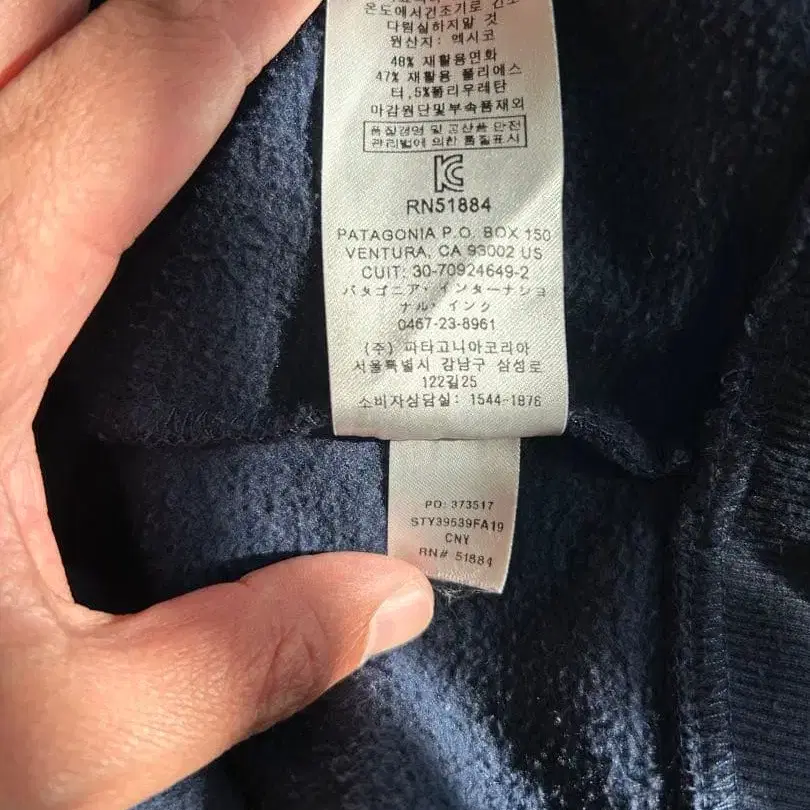 온도에서건조기로 건조
다림실하지말 것
원산지: 엑시코
48% 재활용면화
47% 재활용 폴리에스
터,5%폴리우레탄
마감원단및부속품재외
품질경영 및 공산품 안전
관리법에 의한 품질표시
RN51884
PATAGONIA P.O. BOX 150
VENTURA, CA 93002 US
CUIT: 30-70924649-2
パタゴニア・インターナショ
ナル・インク
0467-23-8961
(주) 파타고니아코리아
서울특별시 강남구 삼성로
122길25
소비자상담실: 1544-1876
PO: 373517
STY39539FA19
CNY
RN# 51884